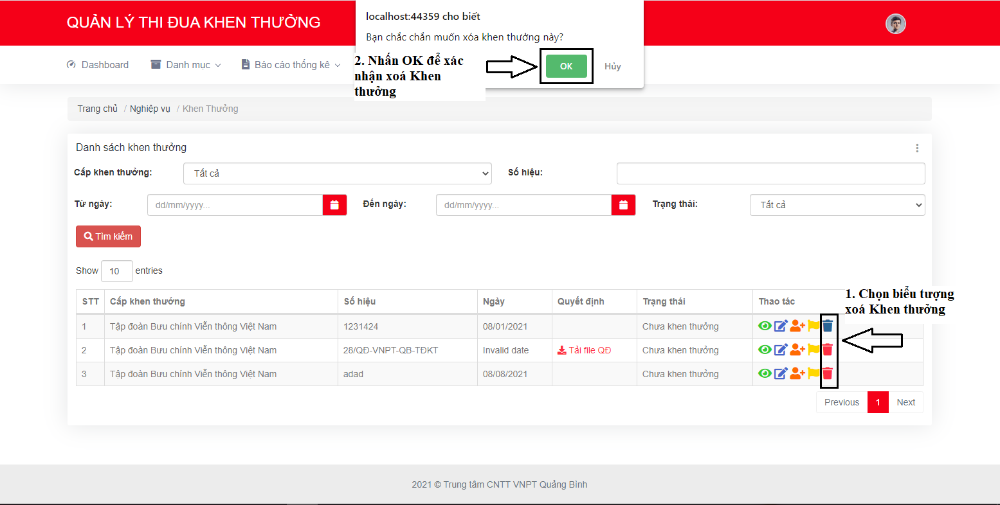 QUẢN LÝ THI ĐUA KHEN THƯỞNG
localhost:44359 cho biết
Bạn chắc chắn muốn xóa khen thưởng này?
OK
Hủy
2. Nhấn OK để xác
nhận xoá Khen
thưởng
Dashboard
Danh mục
Báo cáo thống kê
Trang chủ / Nghiệp vụ / Khen Thưởng
Danh sách khen thưởng
Cấp khen thưởng: Tất cả Số hiệu:
Từ ngày: dd/mm/yyyy... Đến ngày: dd/mm/yyyy... Trạng thái: Tất cả
Tìm kiếm
Show 10 entries
1. Chọn biểu tượng
xoá Khen thưởng
STT Cấp khen thưởng Số hiệu Ngày Quyết định Trạng thái Thao tác
1 Tập đoàn Bưu chính Viễn thông Việt Nam 1231424 08/01/2021 Chưa khen thưởng
2 Tập đoàn Bưu chính Viễn thông Việt Nam 28/QĐ-VNPT-QB-TĐKT Invalid date Tải file QĐ Chưa khen thưởng
3 Tập đoàn Bưu chính Viễn thông Việt Nam adad 08/08/2021 Chưa khen thưởng
Previous 1 Next
2021 © Trung tâm CNTT VNPT Quảng Bình